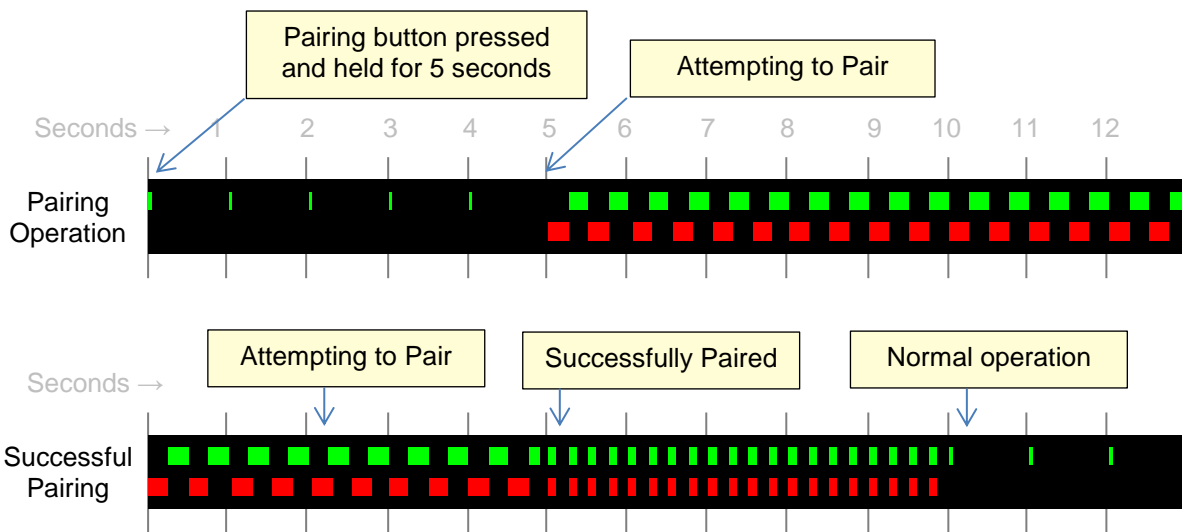 Pairing button pressed
and held for 5 seconds
Attempting to Pair
Seconds → 1 2 3 4 5 6 7 8 9 10 11 12
Pairing
Operation
Attempting to Pair
Successfully Paired
Normal operation
Seconds →
Successful
Pairing